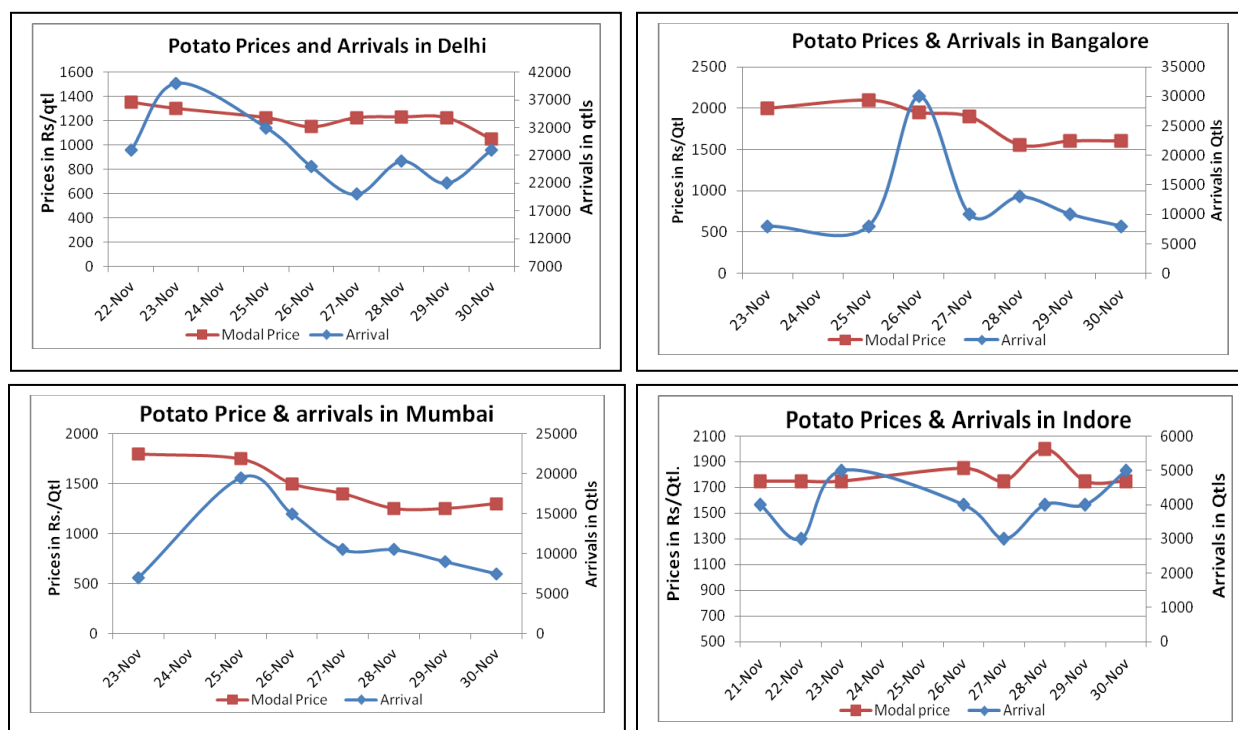 Potato Prices and Arrivals in Delhi
Prices in Rs/qtl
1600
1400
1200
1000
800
600
400
200
0
42000
37000
32000
27000
22000
17000
12000
7000
Arrivals in qtls
22-Nov
23-Nov
24-Nov
25-Nov
26-Nov
27-Nov
28-Nov
29-Nov
30-Nov
Modal Price
Arrival
Potato Prices & Arrivals in Bangalore
Prices in Rs/Qtl
2500
2000
1500
1000
500
0
35000
30000
25000
20000
15000
10000
5000
0
Arrivals in Qtls
23-Nov
24-Nov
25-Nov
26-Nov
27-Nov
28-Nov
29-Nov
30-Nov
Modal Price
Arrival
Potato Price & arrivals in Mumbai
Prices in Rs./Qtl
2000
1500
1000
500
0
25000
20000
15000
10000
5000
0
Arrivals in Qtls
23-Nov
24-Nov
25-Nov
26-Nov
27-Nov
28-Nov
29-Nov
30-Nov
Modal Price
Arrival
Potato Prices & Arrivals in Indore
Prices in Rs/Qtl.
2100
1900
1700
1500
1300
1100
900
700
500
6000
5000
4000
3000
2000
1000
0
Arrivals in Qtls
21-Nov
22-Nov
23-Nov
24-Nov
25-Nov
26-Nov
27-Nov
28-Nov
29-Nov
30-Nov
Modal price
Arrival